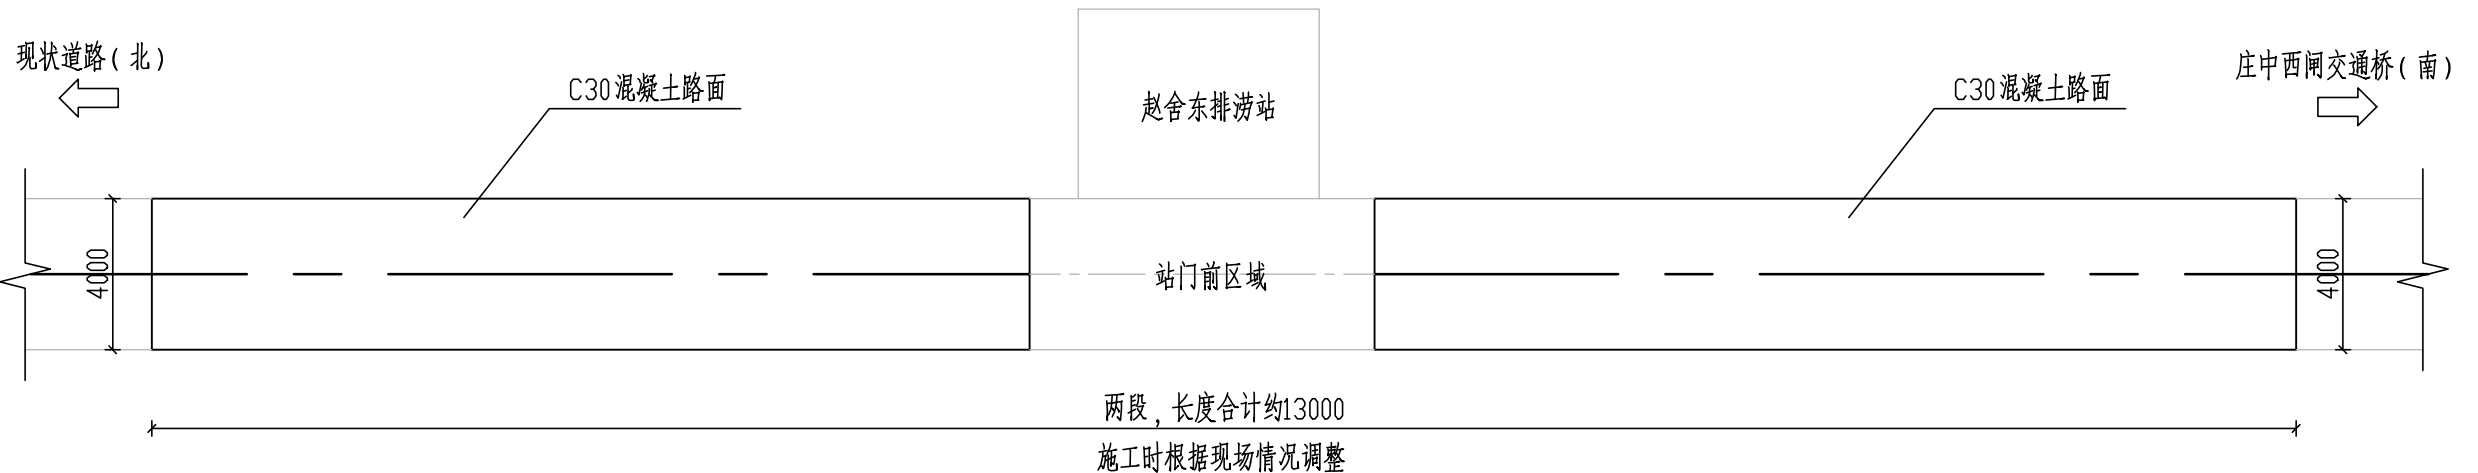 现状道路(北)
C30混凝土路面
赵舍东排涝站
C30混凝土路面
庄中西闸交通桥(南)
4000
站门前区域
4000
两段,长度合计约13000
施工时根据现场情况调整